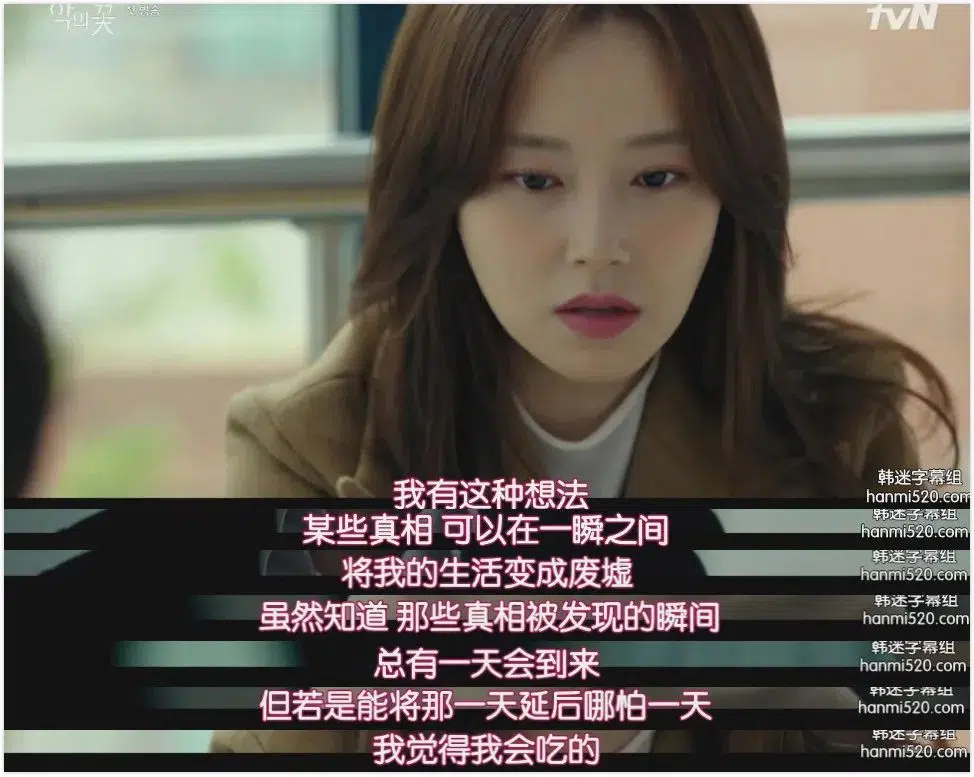 악의꽃 첫방송
tvN
我有这种想法
韩迷字幕组
hanmi520.com
某些真相 可以在一瞬之间
韩迷字幕组
hanmi520.com
将我的生活变成废墟
韩迷字幕组
hanmi520.com
虽然知道 那些真相被发现的瞬间
韩迷字幕组
hanmi520.com
总有一天会到来
韩迷字幕组
hanmi520.com
但若是能将那一天延后哪怕一天
韩迷字幕组
hanmi520.com
我觉得我会吃的
韩迷字幕组
hanmi520.com